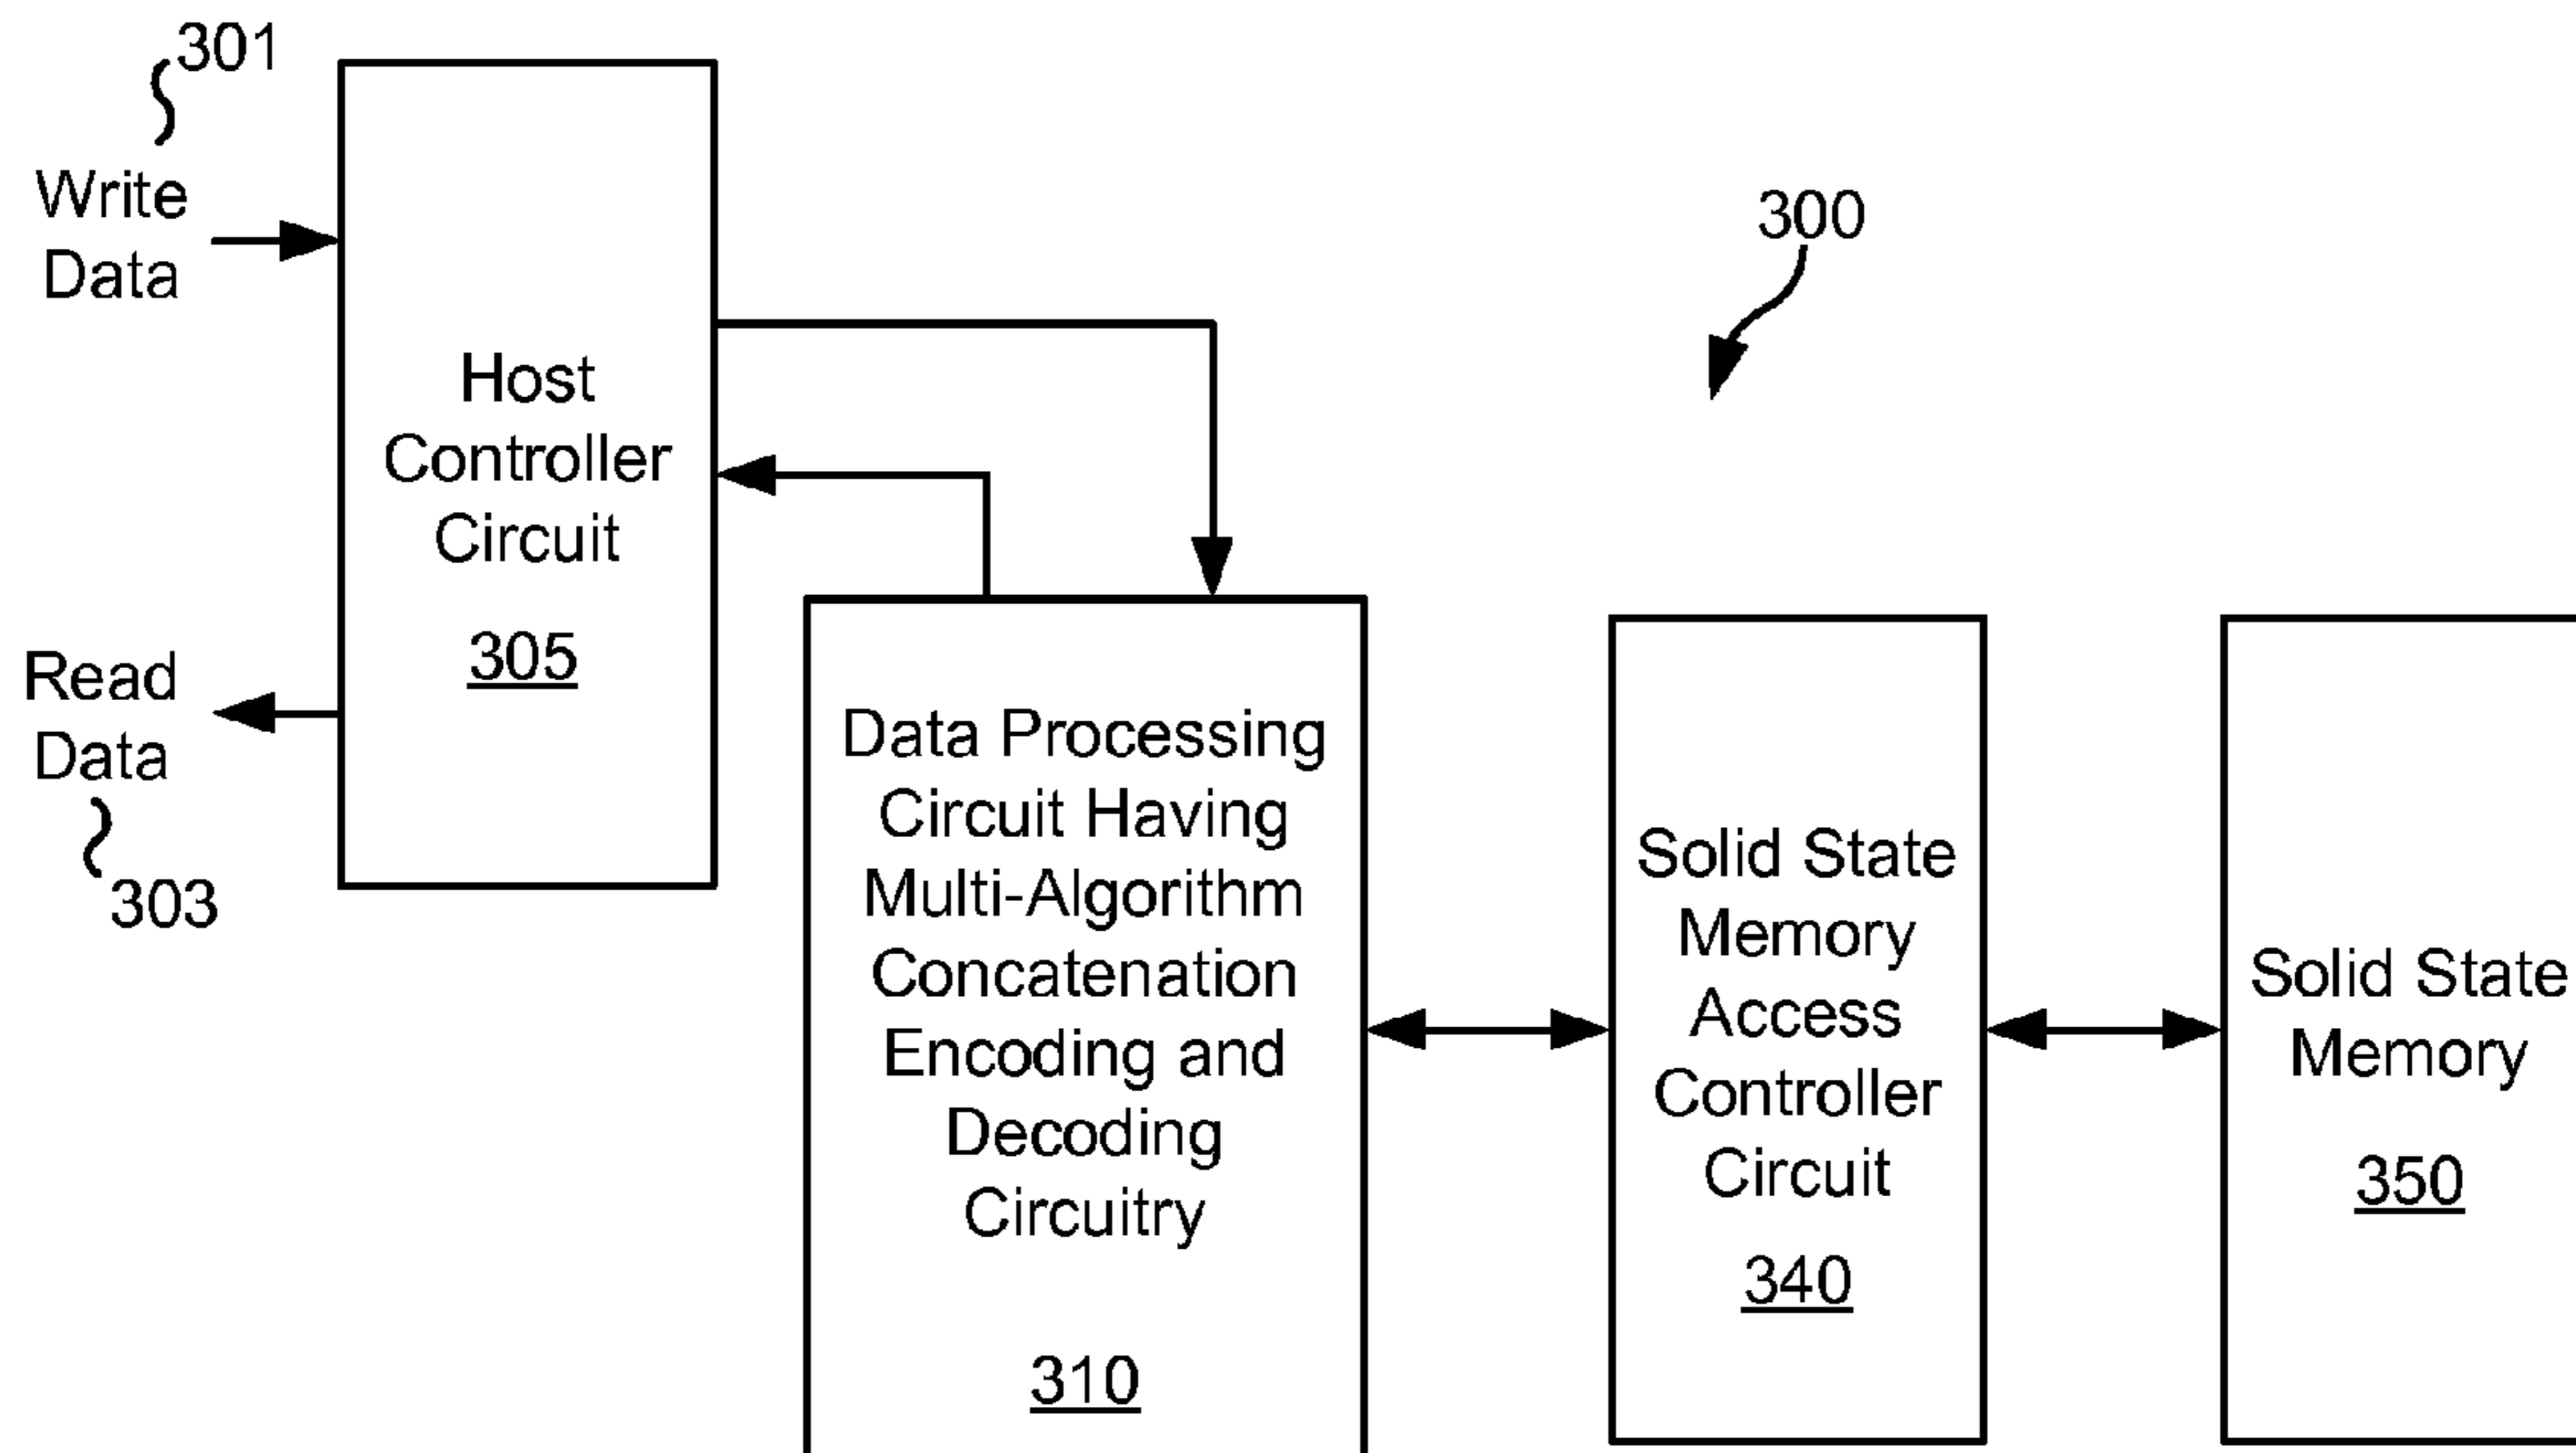 301
Write
Data
Host
Controller
Circuit
305
Read
Data
303
300
Data Processing
Circuit Having
Multi-Algorithm
Concatenation
Encoding and
Decoding
Circuitry
310
Solid State
Memory
Access
Controller
Circuit
340
Solid State
Memory
350